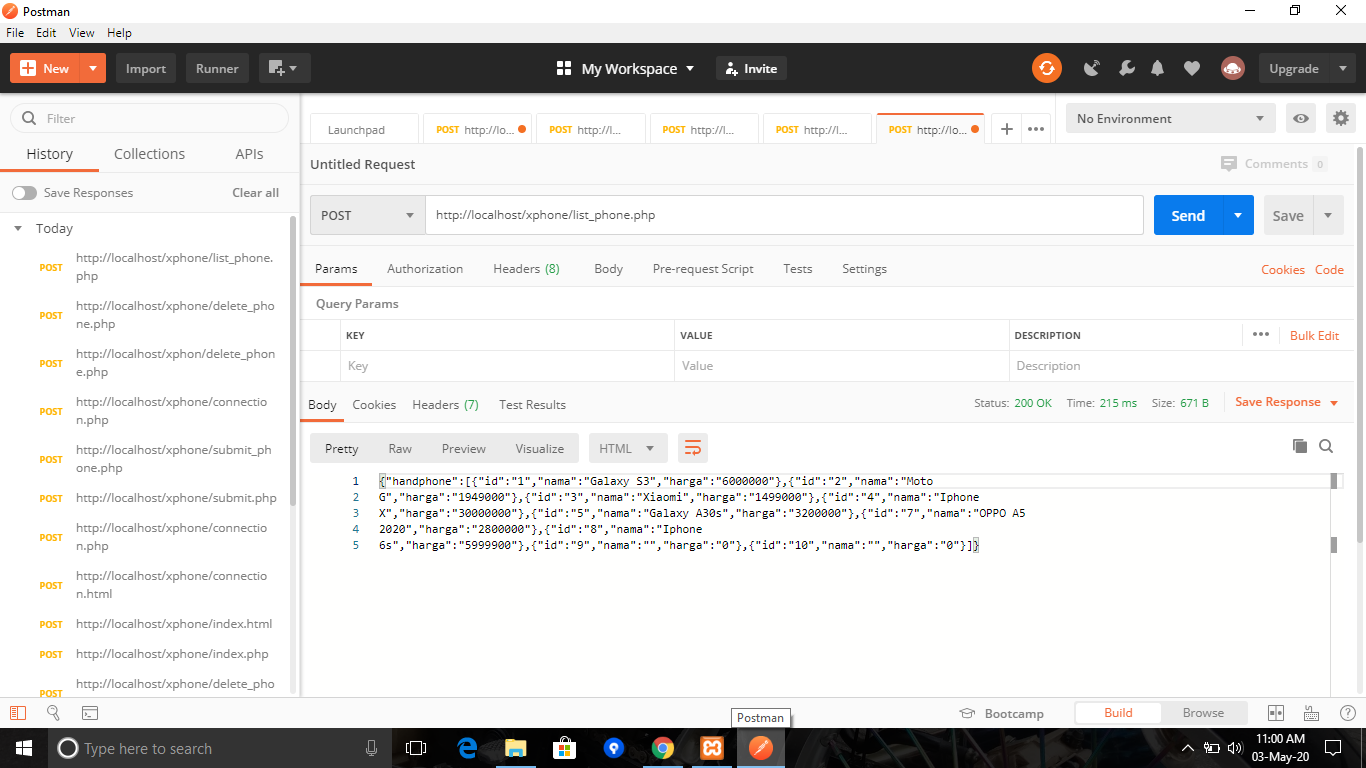 Postman
File Edit View Help
New Import Runner My Workspace Invite Upgrade
Filter
History Collections APIs
Save Responses Clear all
Today
POST http://localhost/xphone/list_phone.
php
POST http://localhost/xphone/delete_pho
ne.php
POST http://localhost/xphon/delete_phon
e.php
POST http://localhost/xphone/connectio
n.php
POST http://localhost/xphone/submit_ph
one.php
POST http://localhost/xphone/submit.php
POST http://localhost/xphone/connectio
n.php
POST http://localhost/xphone/connectio
n.html
POST http://localhost/xphone/index.html
POST http://localhost/xphone/index.php
POST http://localhost/xphone/delete_pho
Launchpad POST http://lo... POST http://l... POST http://l... POST http://l... POST http://lo... + ••• No Environment
Untitled Request Comments 0
POST http://localhost/xphone/list_phone.php Send Save
Params Authorization Headers (8) Body Pre-request Script Tests Settings Cookies Code
Query Params
KEY VALUE DESCRIPTION ••• Bulk Edit
Key Value Description
Body Cookies Headers (7) Test Results Status: 200 OK Time: 215 ms Size: 671 B Save Response
Pretty Raw Preview Visualize HTML
1 {"handphone":[{"id":"1","nama":"Galaxy S3","harga":"6000000"},{"id":"2","nama":"Moto
2 G","harga":"1949000"},{"id":"3","nama":"Xiaomi","harga":"1499000"},{"id":"4","nama":"Iphone
3 X","harga":"30000000"},{"id":"5","nama":"Galaxy A30s","harga":"3200000"},{"id":"7","nama":"OPPO A5
4 2020","harga":"2800000"},{"id":"8","nama":"Iphone
5 6s","harga":"5999900"},{"id":"9","nama":"","harga":"0"},{"id":"10","nama":"","harga":"0"}]}
Bootcamp Build Browse
Postman
Type here to search
11:00 AM
03-May-20